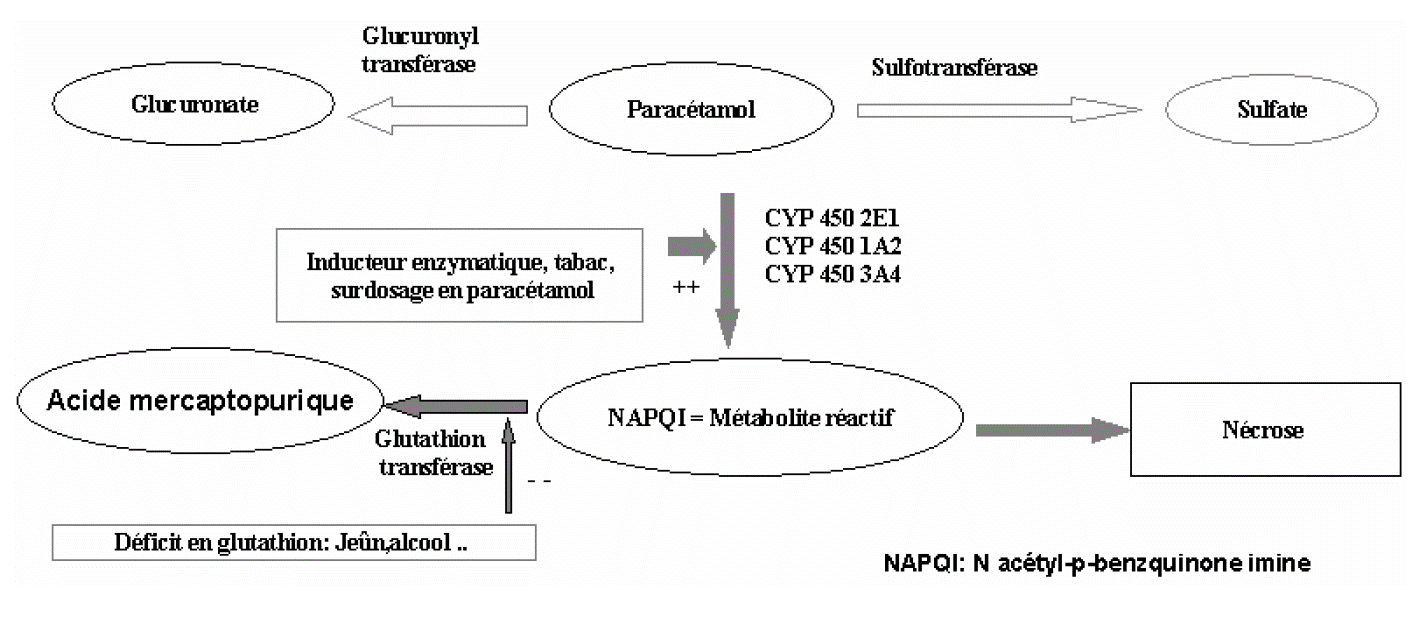 Glucuronyl
transférase
Glucuronate
Paracétamol
Sulfotransférase
Sulfate
CYP 450 2E1
CYP 450 1A2
CYP 450 3A4
Inducteur enzymatique, tabac,
surdosage en paracétamol
++
Acide mercaptopurique
Glutathion
transférase
NAPQI = Métabolite réactif
Nécrose
- -
Déficit en glutathion: Jeûn,alcool ..
NAPQI: N acétyl-p-benzquinone imine